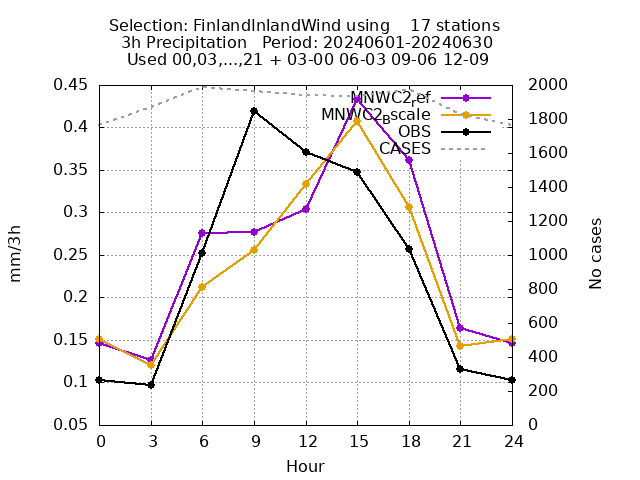 Selection: FinlandInlandWind using    17 stations
3h Precipitation   Period: 20240601-20240630
Used 00,03,...,21 + 03-00 06-03 09-06 12-09
0.45
0.4
0.35
0.3
0.25
0.2
0.15
0.1
0.05
mm/3h
MNWC2_ref
MNWC2_Bscale
OBS
CASES
2000
1800
1600
1400
1200
1000
800
600
400
200
0
No cases
0 3 6 9 12 15 18 21 24
Hour